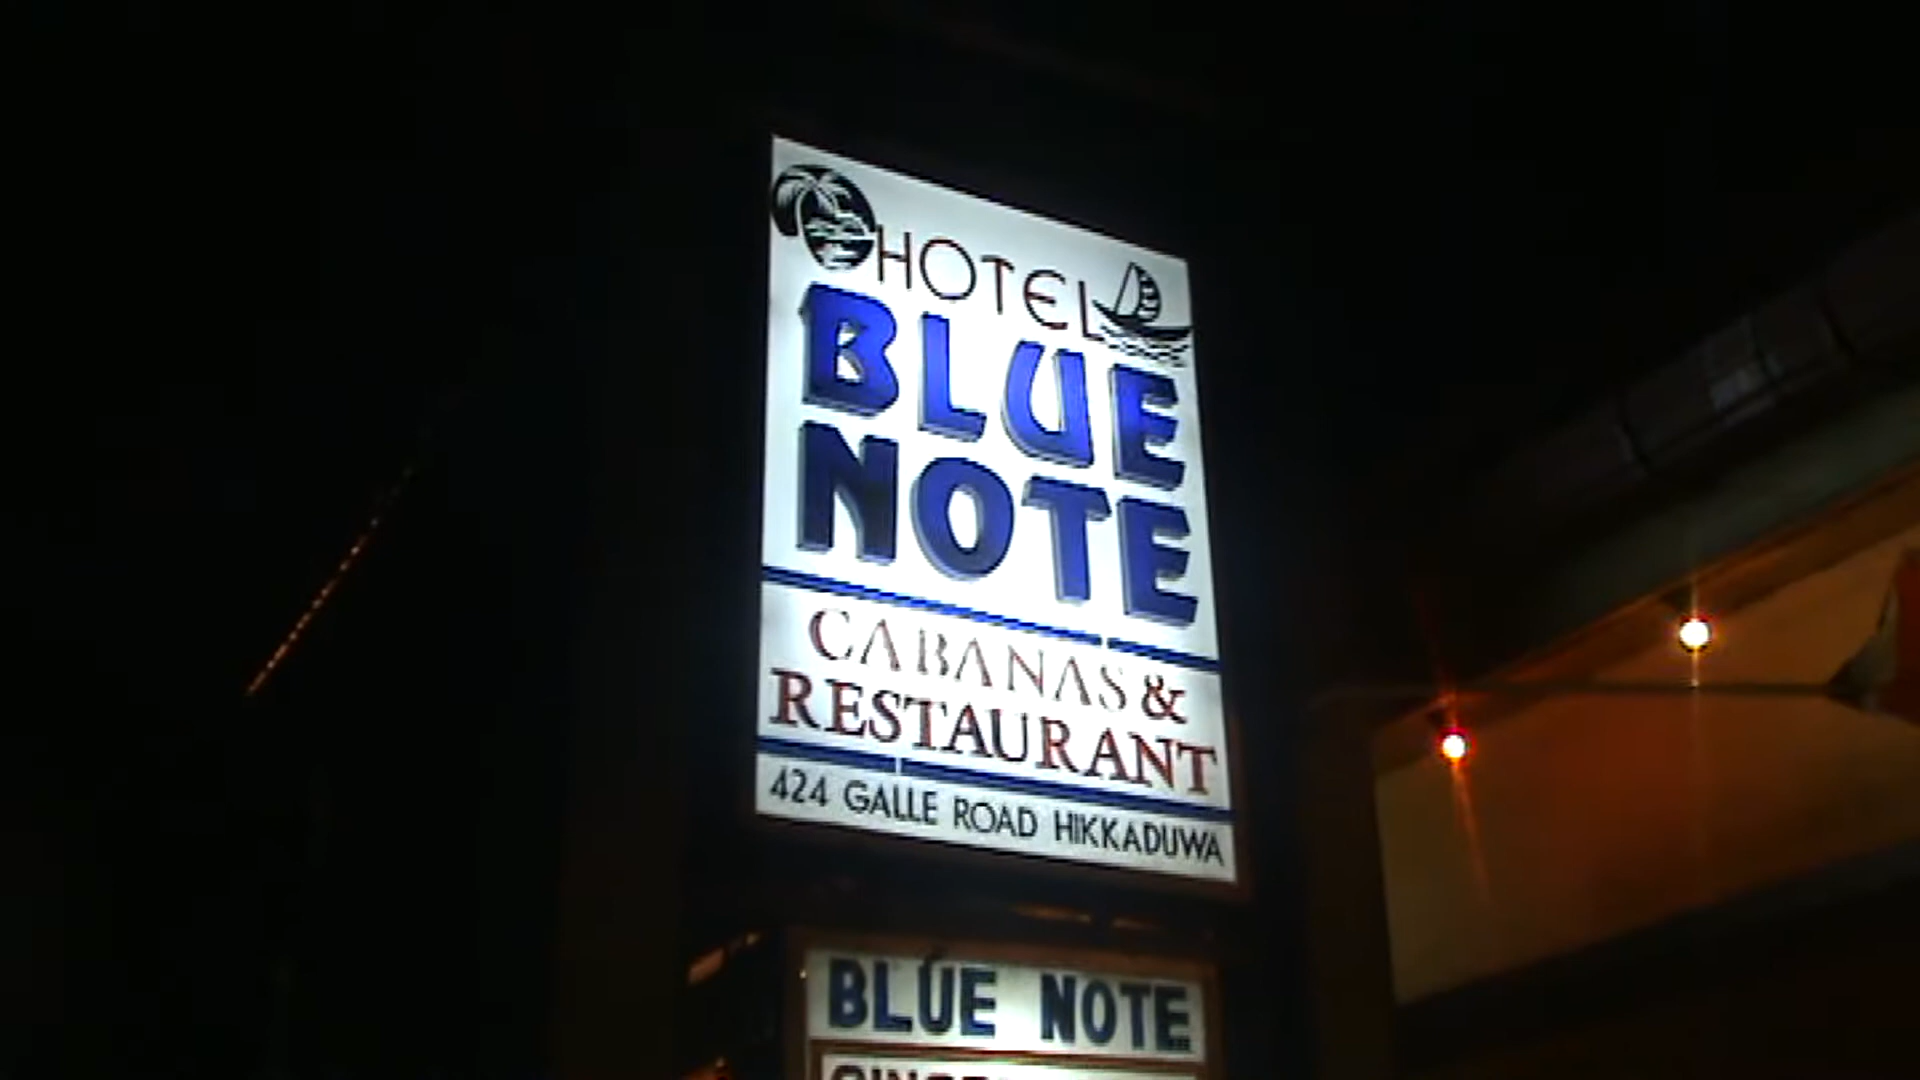 HOTEL
BLUE
NOTE
CABANAS &
RESTAURANT
424 GALLE ROAD HIKKADUWA
BLUE NOTE